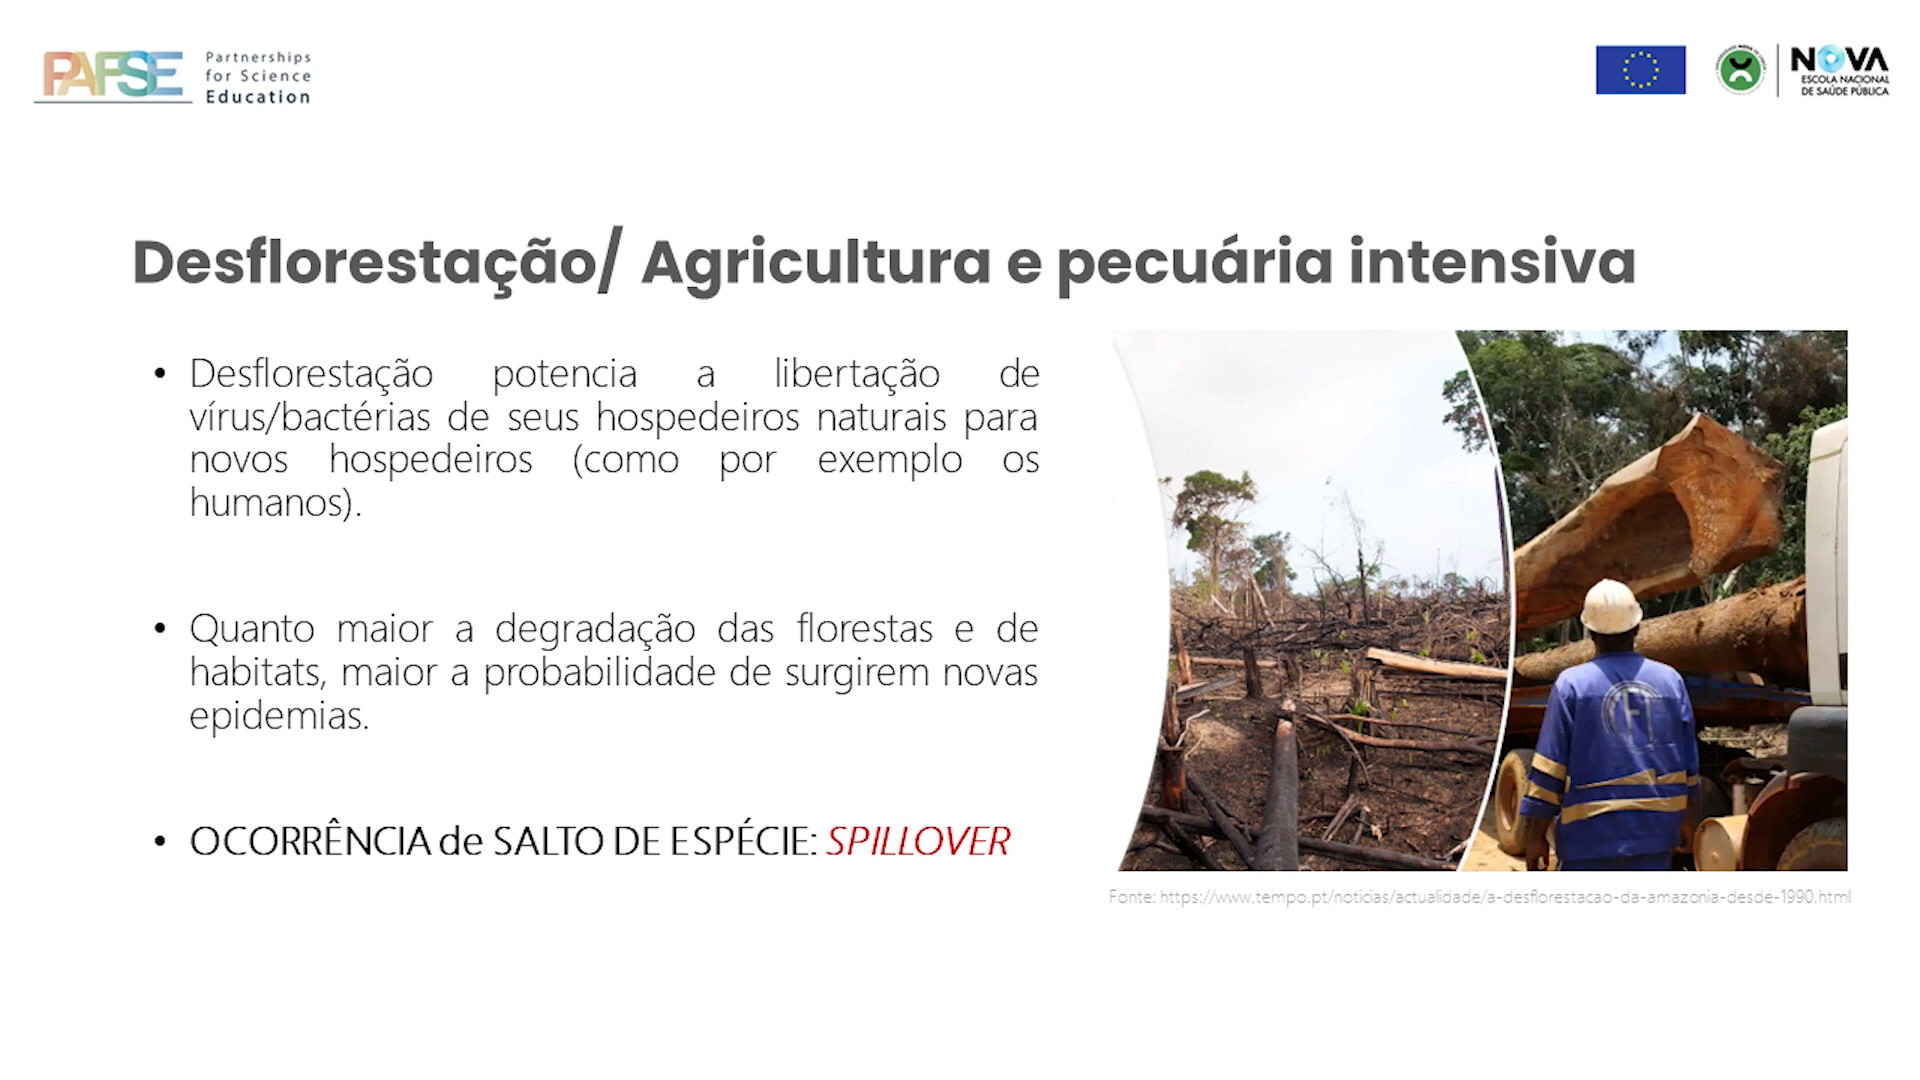 PAFSE
Partnerships
for Science
Education
NOVA
ESCOLA NACIONAL
DE SAÚDE PÚBLICA
Desflorestação/ Agricultura e pecuária intensiva
• Desflorestação potencia a libertação de
vírus/bactérias de seus hospedeiros naturais para
novos hospedeiros (como por exemplo os
humanos).
• Quanto maior a degradação das florestas e de
habitats, maior a probabilidade de surgirem novas
epidemias.
• OCORRÊNCIA de SALTO DE ESPÉCIE: SPILLOVER
Fonte: https://www.tempo.pt/noticias/actualidade/a-desflorestacao-da-amazonia-desde-1990.html